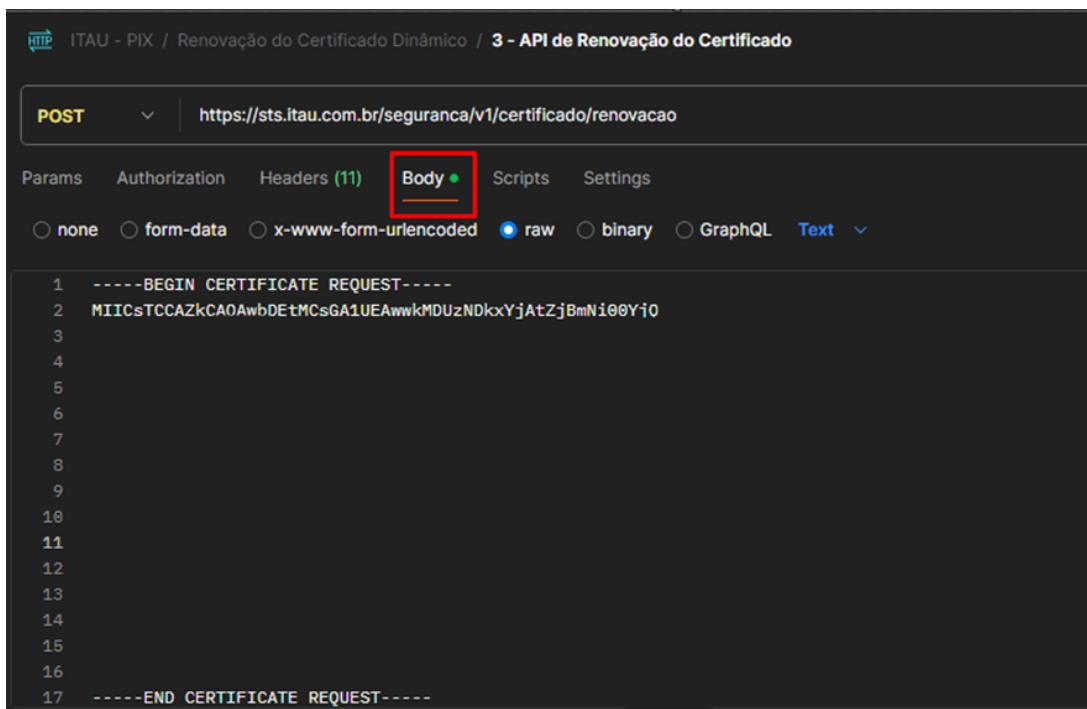 HTTP ITAU - PIX / Renovação do Certificado Dinâmico / 3 - API de Renovação do Certificado
POST https://sts.itau.com.br/seguranca/v1/certificado/renovacao
Params Authorization Headers (11) Body Scripts Settings
none form-data x-www-form-urlencoded raw binary GraphQL Text
1 -----BEGIN CERTIFICATE REQUEST-----
2 MIICsTCCAZkCAOAwbDEtMCsGA1UEAwwkMDUzNDkxYjAtZjBmNi00YjO
3
4
5
6
7
8
9
10
11
12
13
14
15
16
17 -----END CERTIFICATE REQUEST-----